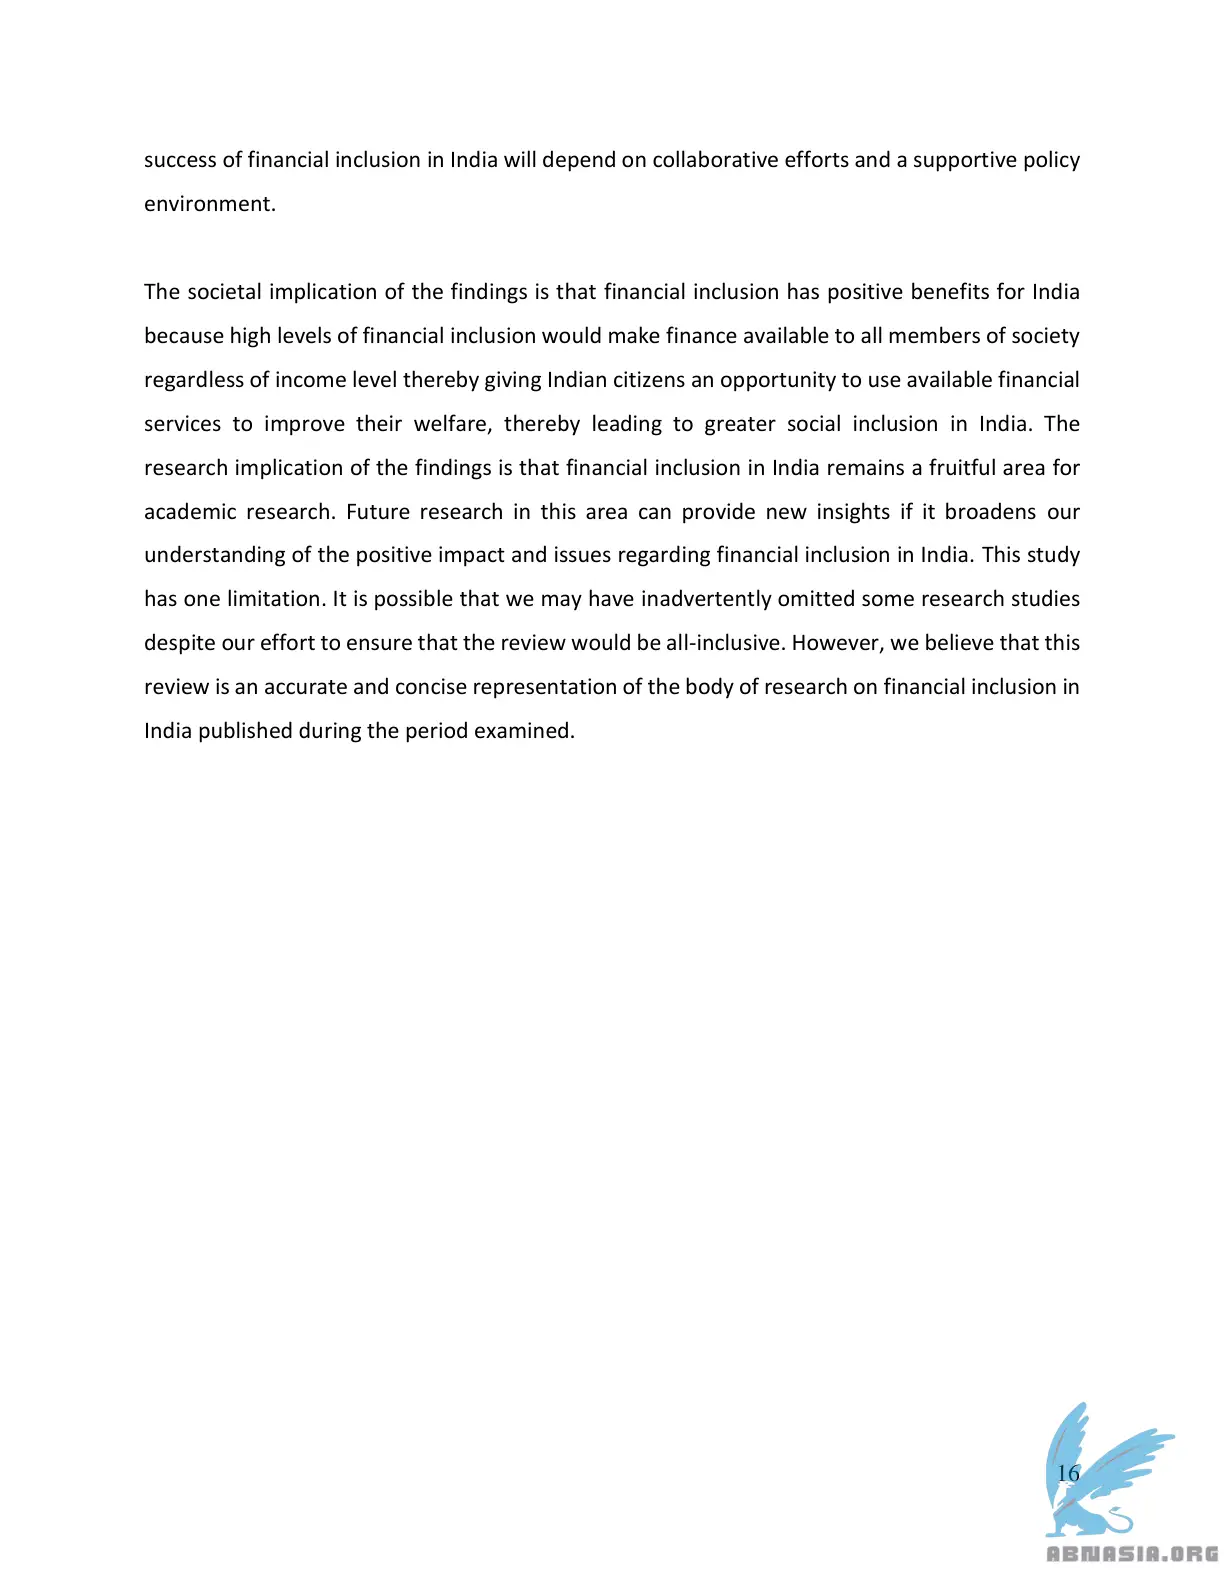 success of financial inclusion in India will depend on collaborative efforts and a supportive policy
environment.
The societal implication of the findings is that financial inclusion has positive benefits for India
because high levels of financial inclusion would make finance available to all members of society
regardless of income level thereby giving Indian citizens an opportunity to use available financial
services to improve their welfare, thereby leading to greater social inclusion in India. The
research implication of the findings is that financial inclusion in India remains a fruitful area for
academic research. Future research in this area can provide new insights if it broadens our
understanding of the positive impact and issues regarding financial inclusion in India. This study
has one limitation. It is possible that we may have inadvertently omitted some research studies
despite our effort to ensure that the review would be all-inclusive. However, we believe that this
review is an accurate and concise representation of the body of research on financial inclusion in
India published during the period examined.
16
ABNASIA.ORG